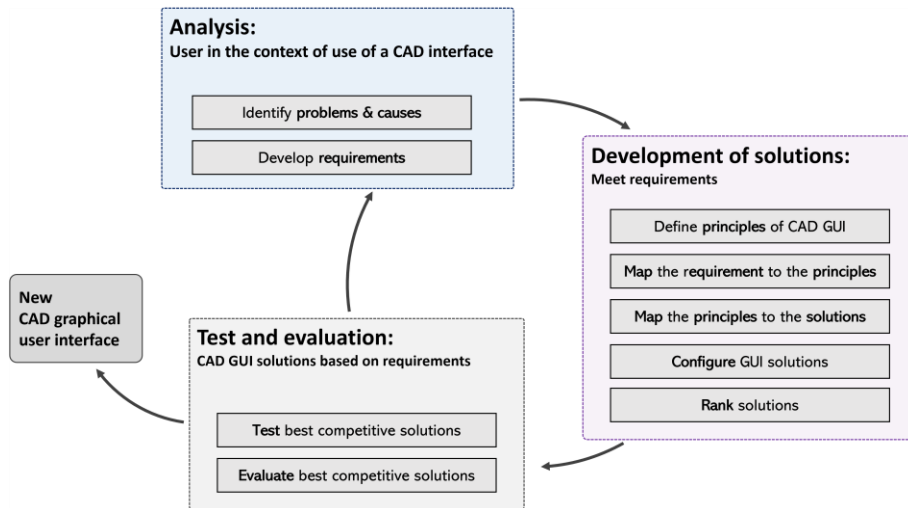 Analysis:
User in the context of use of a CAD interface
Identify problems & causes
Develop requirements
Development of solutions:
Meet requirements
Define principles of CAD GUI
Map the requirement to the principles
Map the principles to the solutions
Configure GUI solutions
Rank solutions
Test and evaluation:
CAD GUI solutions based on requirements
Test best competitive solutions
Evaluate best competitive solutions
New
CAD graphical
user interface